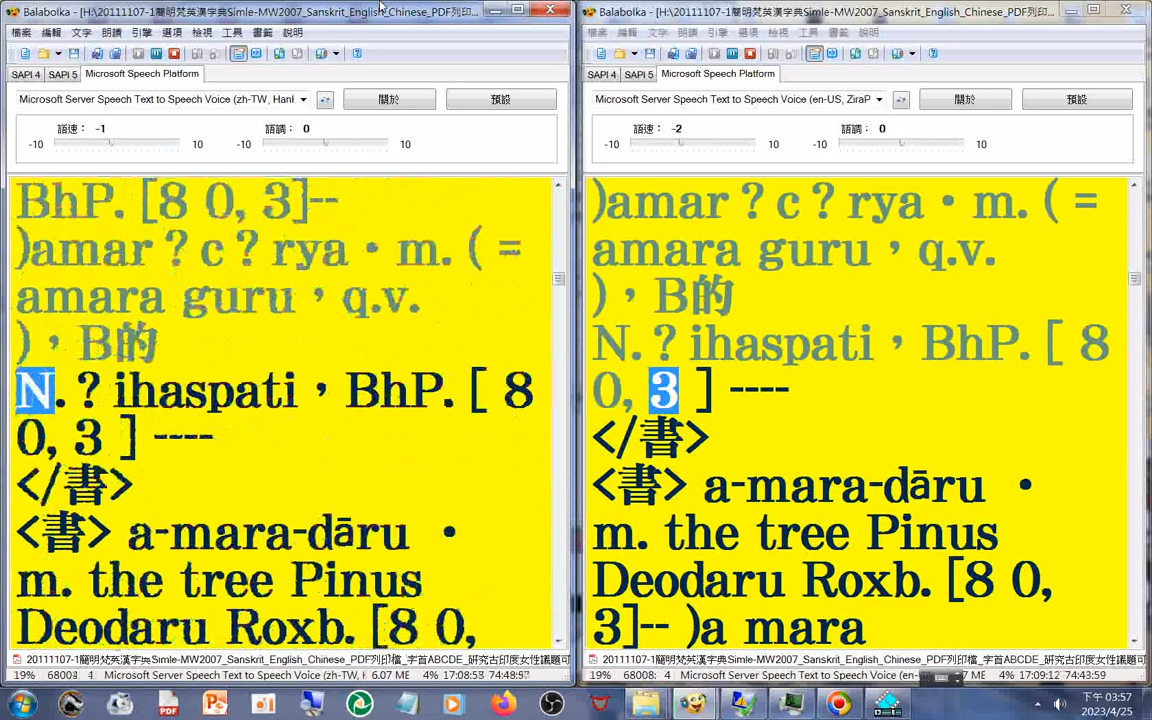 Balabolka - [H:\20111107-1簡明梵英漢字典Simle-MW2007_Sanskrit_English_Chinese_PDF列印...
檔案 編輯 文字 朗讀 引擎 選項 檢視 工具 書籤 說明
SAPI 4 SAPI 5 Microsoft Speech Platform
Microsoft Server Speech Text to Speech Voice (zh-TW, HanI 關於 預設
語速： -1 語調： 0
-10 10 -10 10
BhP. [8 0, 3]--
)amar？c？rya‧m. ( =
amara guru，q.v.
)，B的
N.？ihaspati，BhP. [ 8
0, 3 ] ----
</書>
<書> a-mara-dāru ‧
m. the tree Pinus
Deodaru Roxb. [8 0,
20111107-1簡明梵英漢字典Simle-MW2007_Sanskrit_English_Chinese_PDF列印檔_字首ABCDE_研究古印度女性議題可
19% 68001: 4 Microsoft Server Speech Text to Speech Voice (zh-TW, 6.07 MB 4% 17:08:53 74:48:57
Balabolka - [H:\20111107-1簡明梵英漢字典Simle-MW2007_Sanskrit_English_Chinese_PDF列印...
檔案 編輯 文字 朗讀 引擎 選項 檢視 工具 書籤 說明
SAPI 4 SAPI 5 Microsoft Speech Platform
Microsoft Server Speech Text to Speech Voice (en-US, ZiraP 關於 預設
語速： -2 語調： 0
-10 10 -10 10
)amar？c？rya‧m. ( =
amara guru，q.v.
)，B的
N.？ihaspati，BhP. [ 8
0, 3 ] ----
</書>
<書> a-mara-dāru ‧
m. the tree Pinus
Deodaru Roxb. [8 0,
3]-- )a mara
20111107-1簡明梵英漢字典Simle-MW2007_Sanskrit_English_Chinese_PDF列印檔_字首ABCDE_研究古印度女性議題可
19% 68008: 4 Microsoft Server Speech Text to Speech Voice (en-US, 4% 17:09:12 74:43:59
下午 03:57
2023/4/25